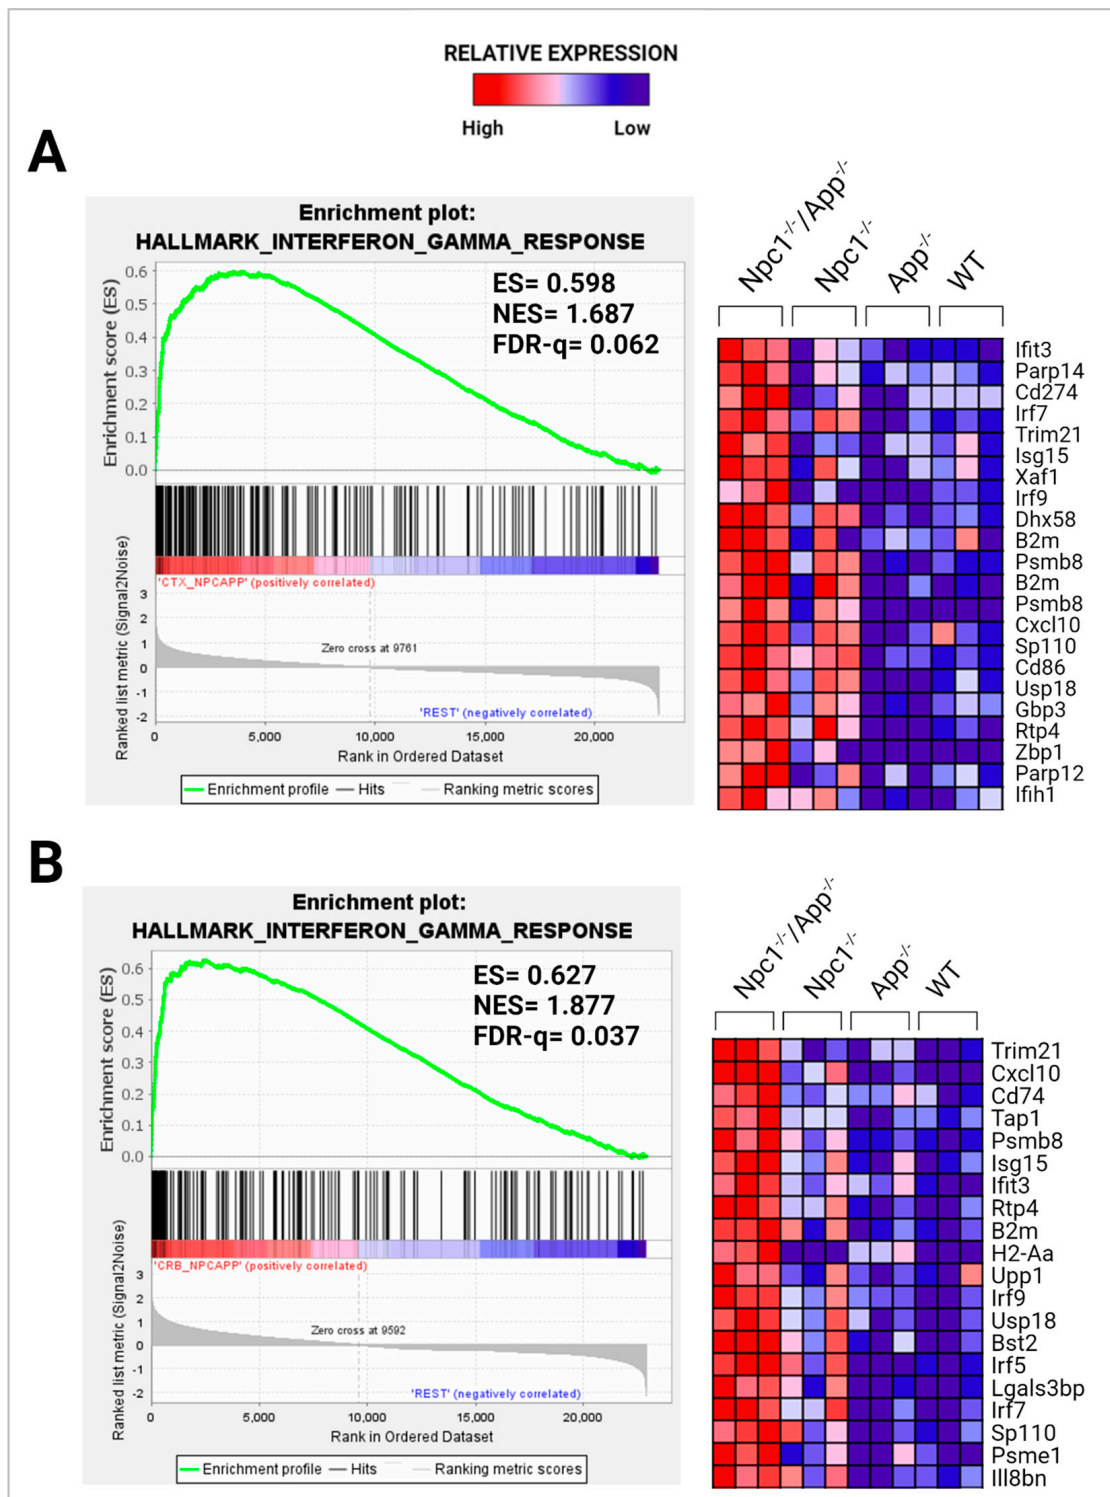 RELATIVE EXPRESSION
High Low
A
Enrichment plot:
HALLMARK_INTERFERON_GAMMA_RESPONSE
ES= 0.598
NES= 1.687
FDR-q= 0.062
Enrichment score (ES)
0.6
0.5
0.4
0.3
0.2
0.1
0.0
'CTX_NPCAPP' (positively correlated)
Ranked list metric (Signal2Noise)
3
2
1
0
-1
-2
Zero cross at 9761
'REST' (negatively correlated)
0 5,000 10,000 15,000 20,000
Rank in Ordered Dataset
Enrichment profile Hits Ranking metric scores
Npc1-/-/App-/- Npc1-/- App-/- WT
Ifit3
Parp14
Cd274
Irf7
Trim21
Isg15
Xaf1
Irf9
Dhx58
B2m
Psmb8
B2m
Psmb8
Cxcl10
Sp110
Cd86
Usp18
Gbp3
Rtp4
Zbp1
Parp12
Ifih1
B
Enrichment plot:
HALLMARK_INTERFERON_GAMMA_RESPONSE
ES= 0.627
NES= 1.877
FDR-q= 0.037
Enrichment score (ES)
0.6
0.5
0.4
0.3
0.2
0.1
0.0
'CRB_NPCAPP' (positively correlated)
Ranked list metric (Signal2Noise)
3
2
1
0
-1
-2
Zero cross at 9592
'REST' (negatively correlated)
0 5,000 10,000 15,000 20,000
Rank in Ordered Dataset
Enrichment profile Hits Ranking metric scores
Npc1-/-/App-/- Npc1-/- App-/- WT
Trim21
Cxcl10
Cd74
Tap1
Psmb8
Isg15
Ifit3
Rtp4
B2m
H2-Aa
Upp1
Irf9
Usp18
Bst2
Irf5
Lgals3bp
Irf7
Sp110
Psme1
Ill8bn